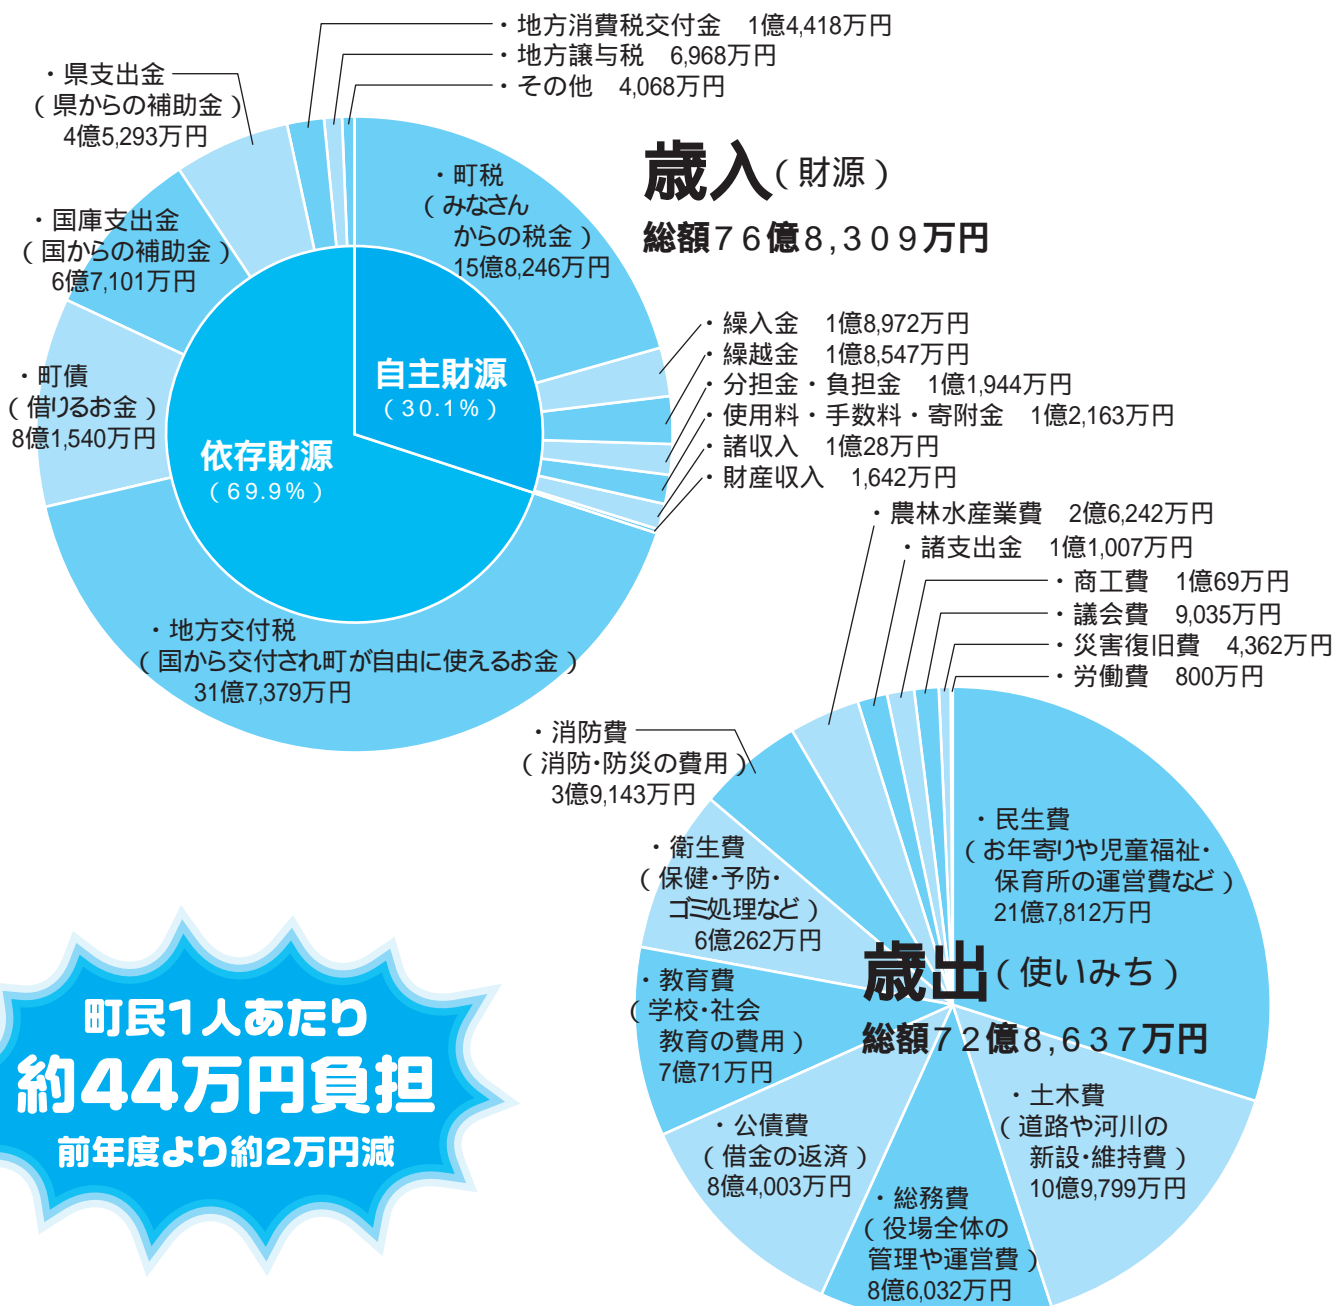 ・地方消費税交付金 1億4,418万円
・地方譲与税 6,968万円
・その他 4,068万円
・県支出金
(県からの補助金)
4億5,293万円
・国庫支出金
(国からの補助金)
6億7,101万円
・町債
(借りるお金)
8億1,540万円
・町税
(みなさん
からの税金)
15億8,246万円
歳入(財源)
総額76億8,309万円
自主財源
(30.1%)
依存財源
(69.9%)
・繰入金 1億8,972万円
・繰越金 1億8,547万円
・分担金・負担金 1億1,944万円
・使用料・手数料・寄附金 1億2,163万円
・諸収入 1億28万円
・財産収入 1,642万円
・地方交付税
(国から交付され町が自由に使えるお金)
31億7,379万円
・農林水産業費 2億6,242万円
・諸支出金 1億1,007万円
・商工費 1億69万円
・議会費 9,035万円
・災害復旧費 4,362万円
・労働費 800万円
・消防費
(消防・防災の費用)
3億9,143万円
・衛生費
(保健・予防・
ゴミ処理など)
6億262万円
・教育費
(学校・社会
教育の費用)
7億71万円
・公債費
(借金の返済)
8億4,003万円
・総務費
(役場全体の
管理や運営費)
8億6,032万円
・民生費
(お年寄りや児童福祉・
保育所の運営費など)
21億7,812万円
歳出(使いみち)
総額72億8,637万円
・土木費
(道路や河川の
新設・維持費)
10億9,799万円
町民1人あたり
約44万円負担
前年度より約2万円減